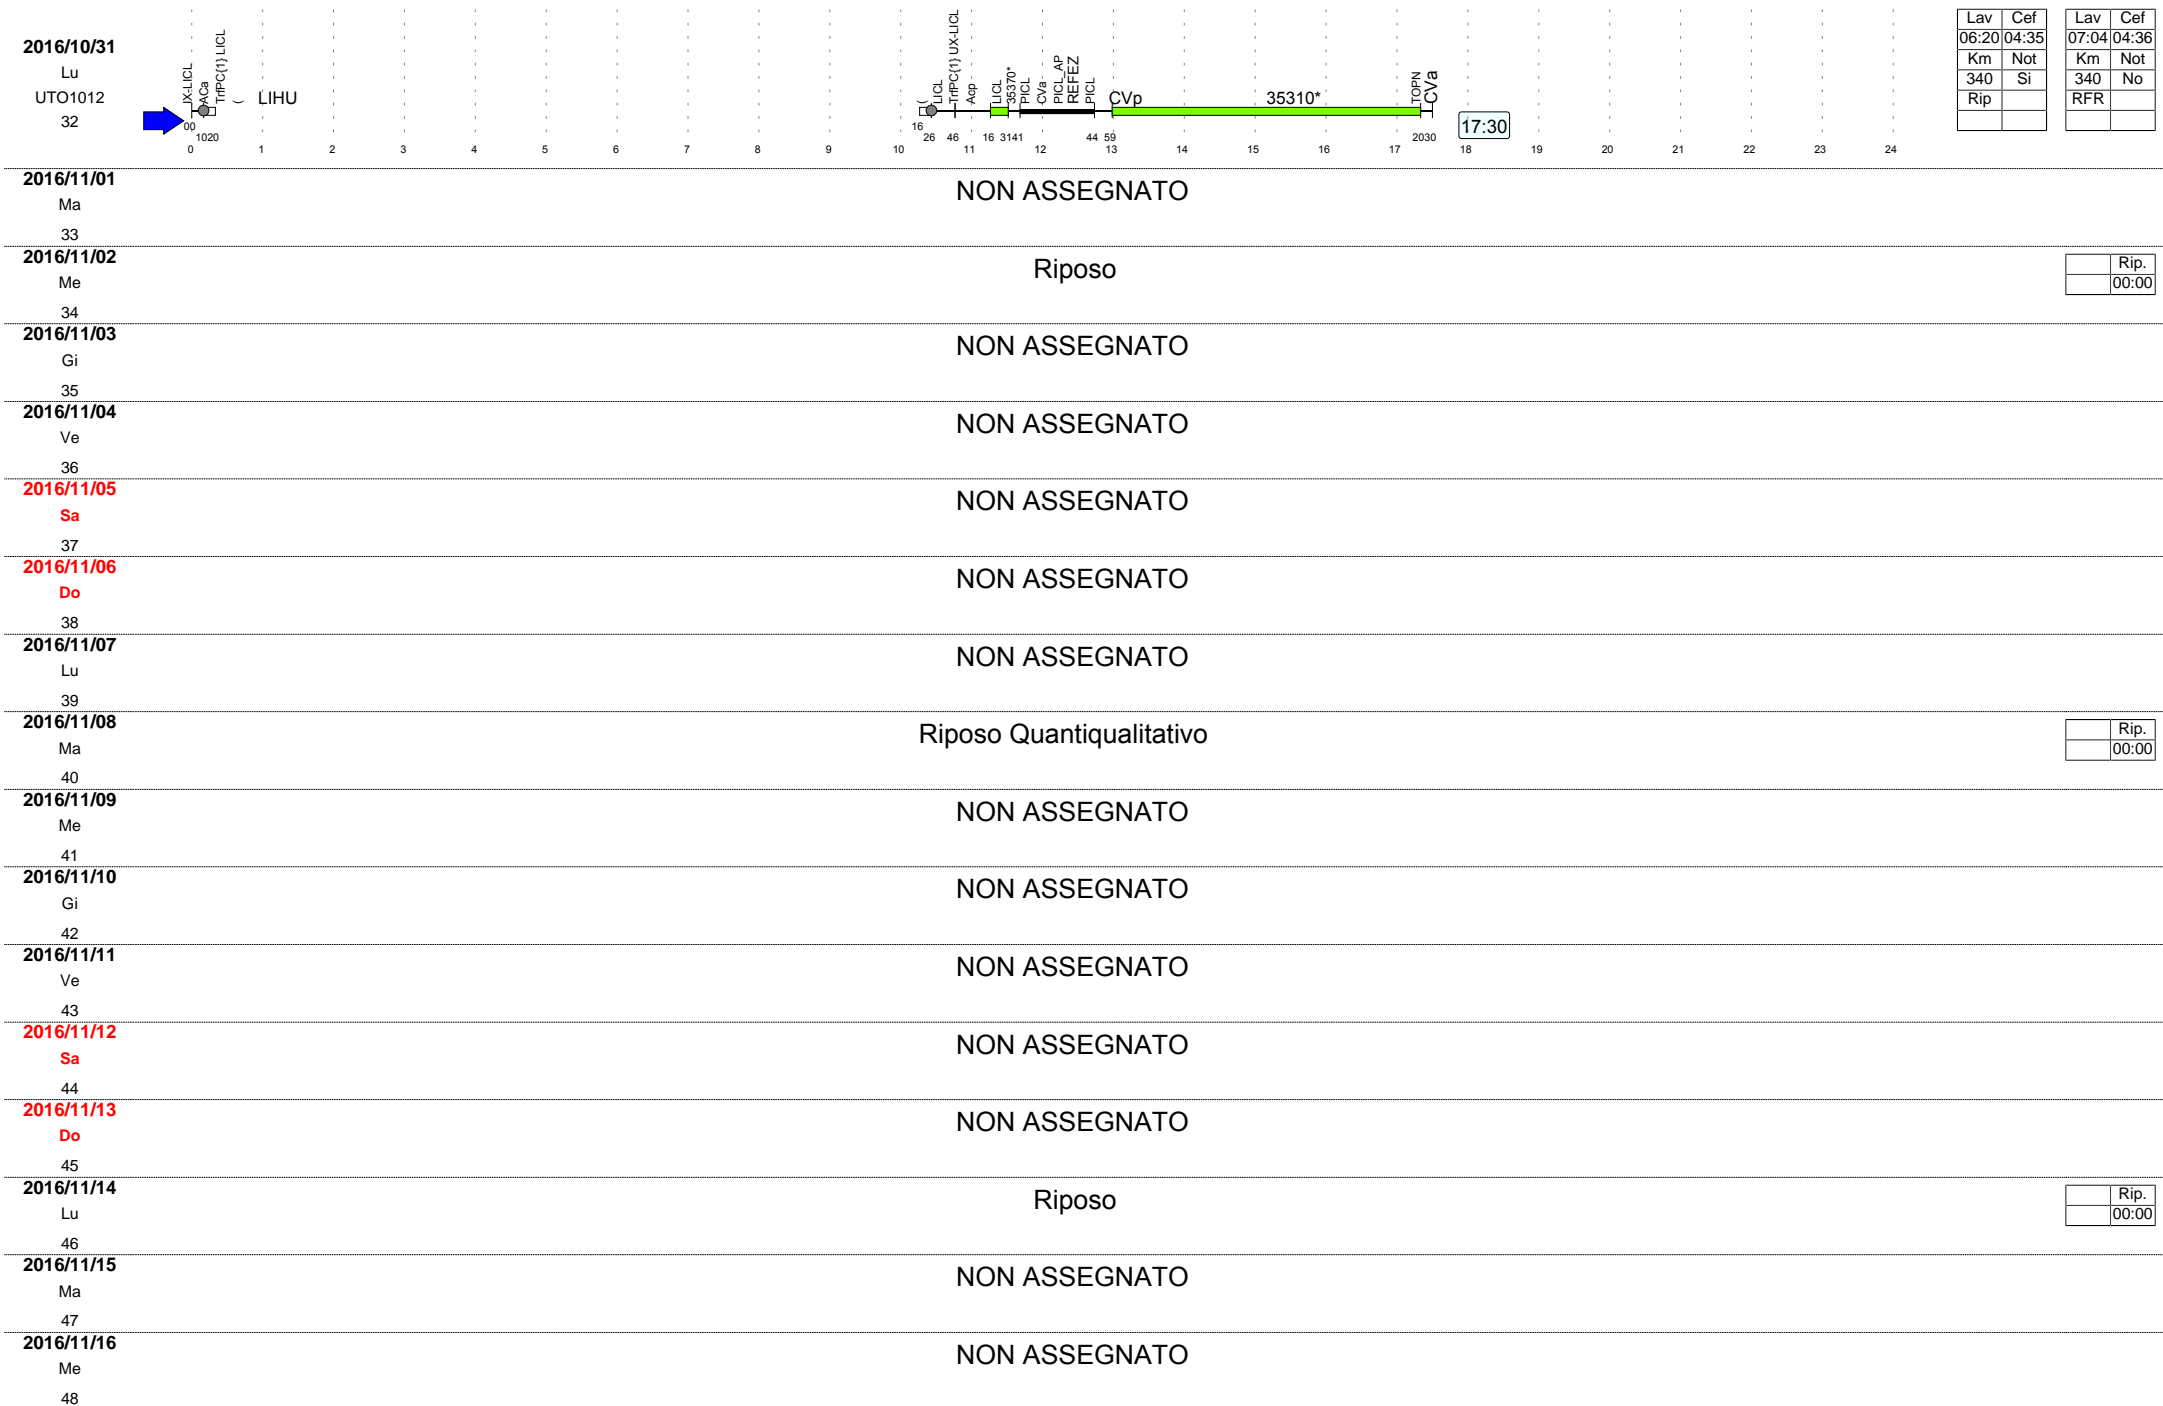 2016/10/31
Lu
UTO1012
32
IX-LICL
ACa
TrfPC{1} LICL
(
LIHU
00
1020
(
LICL
TrfPC{1} UX-LICL
Acp
LICL
35370*
PICL
CVa
PICL_AP
REFEZ
PICL
CVp
35310*
TOPN
CVa
16
26
46
16
3141
44
59
2030
17:30
0 1 2 3 4 5 6 7 8 9 10 11 12 13 14 15 16 17 18 19 20 21 22 23 24
Lav Cef
06:20 04:35
Km Not
340 Si
Rip
Lav Cef
07:04 04:36
Km Not
340 No
RFR
2016/11/01
Ma
33
NON ASSEGNATO
2016/11/02
Me
34
Riposo
Rip.
00:00
2016/11/03
Gi
35
NON ASSEGNATO
2016/11/04
Ve
36
NON ASSEGNATO
2016/11/05
Sa
37
NON ASSEGNATO
2016/11/06
Do
38
NON ASSEGNATO
2016/11/07
Lu
39
NON ASSEGNATO
2016/11/08
Ma
40
Riposo Quantiqualitativo
Rip.
00:00
2016/11/09
Me
41
NON ASSEGNATO
2016/11/10
Gi
42
NON ASSEGNATO
2016/11/11
Ve
43
NON ASSEGNATO
2016/11/12
Sa
44
NON ASSEGNATO
2016/11/13
Do
45
NON ASSEGNATO
2016/11/14
Lu
46
Riposo
Rip.
00:00
2016/11/15
Ma
47
NON ASSEGNATO
2016/11/16
Me
48
NON ASSEGNATO